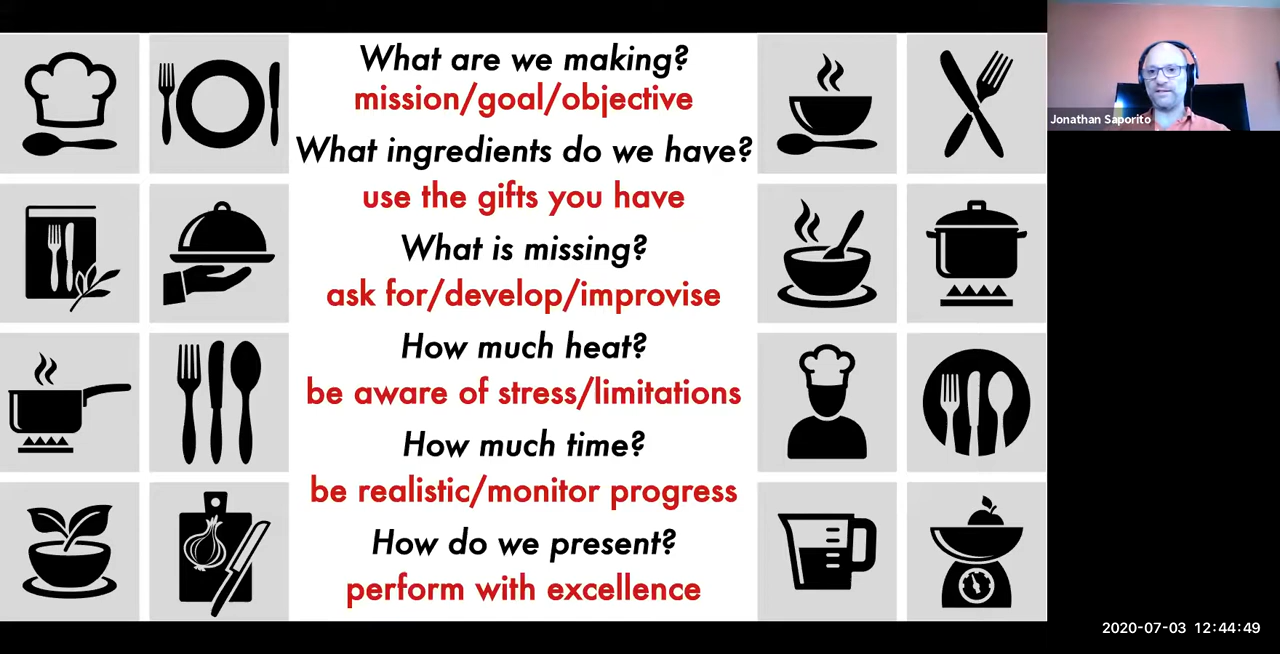 What are we making?
mission/goal/objective
What ingredients do we have?
use the gifts you have
What is missing?
ask for/develop/improvise
How much heat?
be aware of stress/limitations
How much time?
be realistic/monitor progress
How do we present?
perform with excellence
Jonathan Saporito
2020-07-03 12:44:49